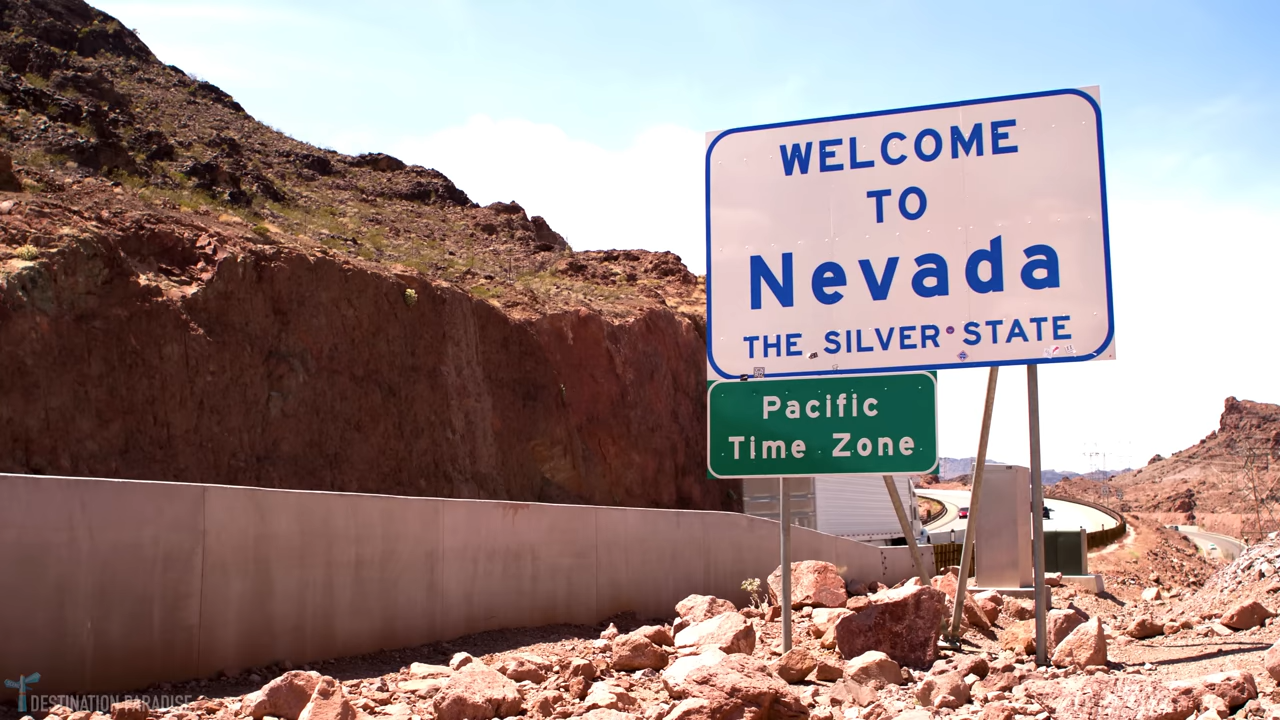 WELCOME
TO
Nevada
THE SILVER STATE
Pacific
Time Zone
DESTINATION PARADISE